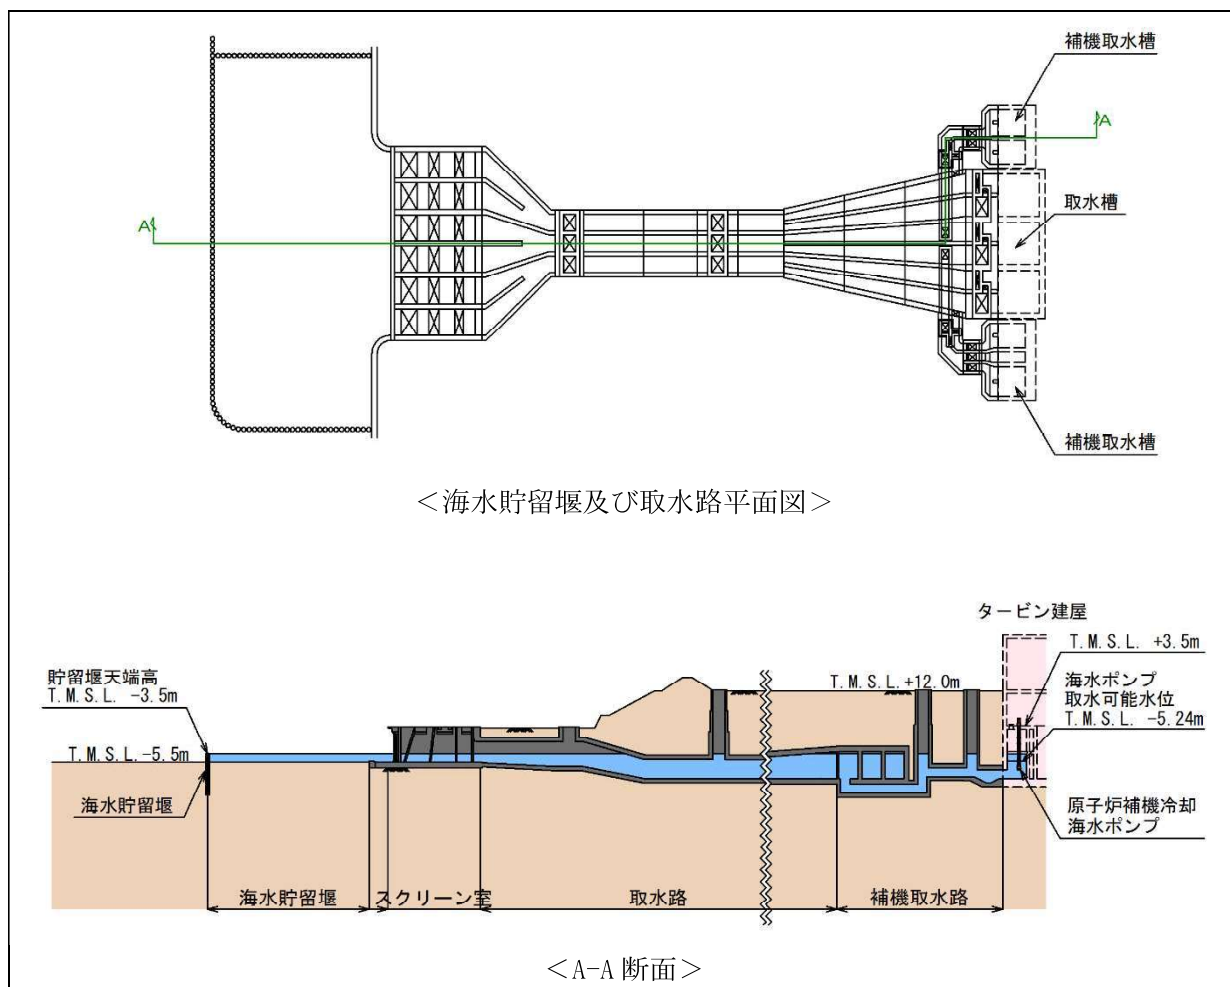 補機取水槽
A
取水槽
A
補機取水槽
＜海水貯留堰及び取水路平面図＞
タービン建屋
T.M.S.L. +3.5m
貯留堰天端高
T.M.S.L. -3.5m
海水ポンプ
取水可能水位
T.M.S.L. -5.24m
T.M.S.L.+12.0m
T.M.S.L.-5.5m
海水貯留堰
原子炉補機冷却
海水ポンプ
海水貯留堰
スクリーン室
取水路
補機取水路
＜A-A 断面＞